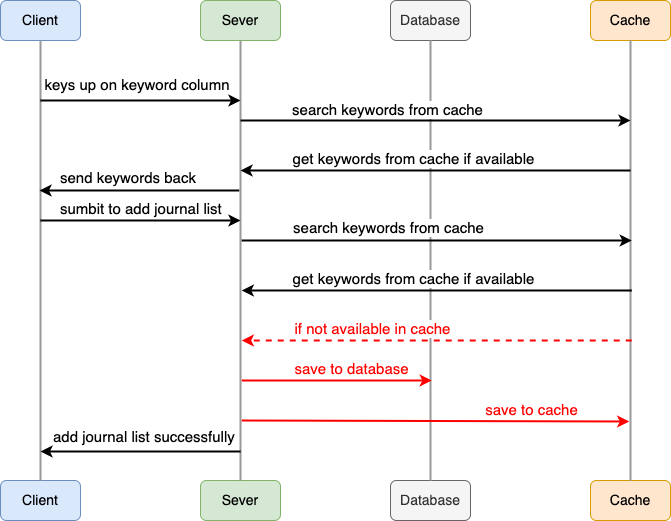 Client Sever Database Cache
keys up on keyword column
search keywords from cache
get keywords from cache if available
send keywords back
sumbit to add journal list
search keywords from cache
get keywords from cache if available
if not available in cache
save to database
save to cache
add journal list successfully
Client Sever Database Cache